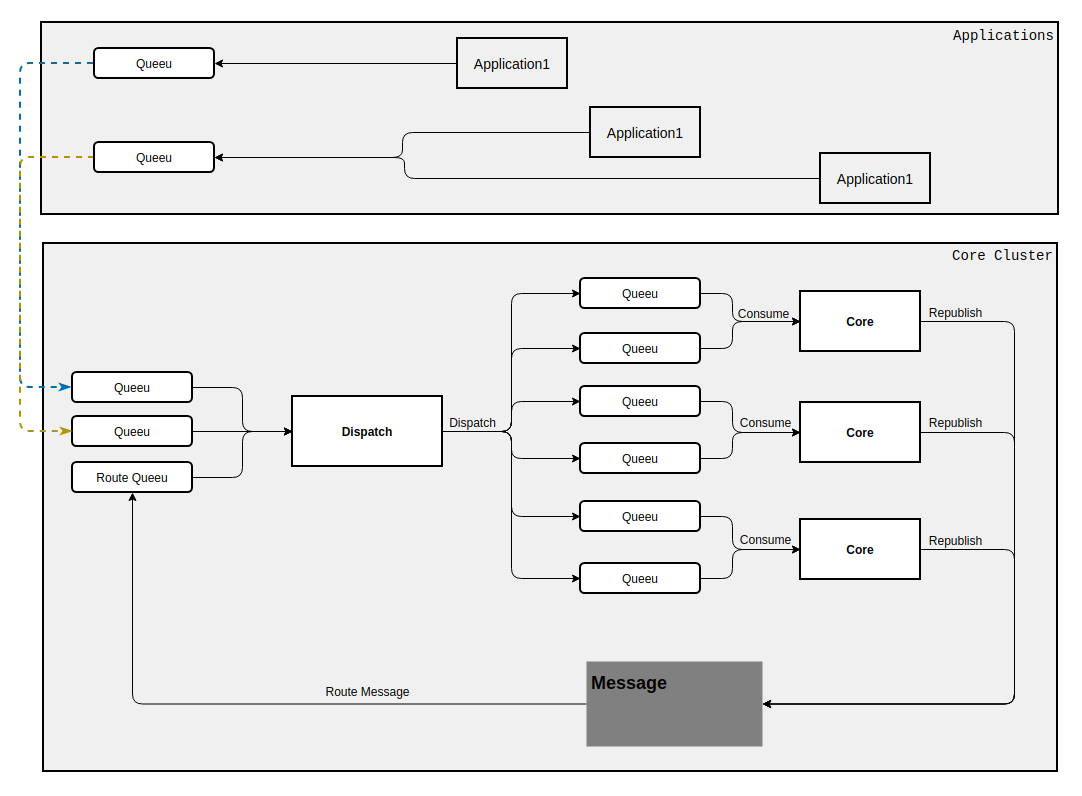 Applications
Queeu
Application1
Application1
Queeu
Application1
Core Cluster
Queeu
Consume
Core
Republish
Queeu
Queeu
Queeu
Dispatch
Dispatch
Queeu
Consume
Core
Republish
Queeu
Queeu
Route Queeu
Queeu
Consume
Core
Republish
Queeu
Message
Route Message